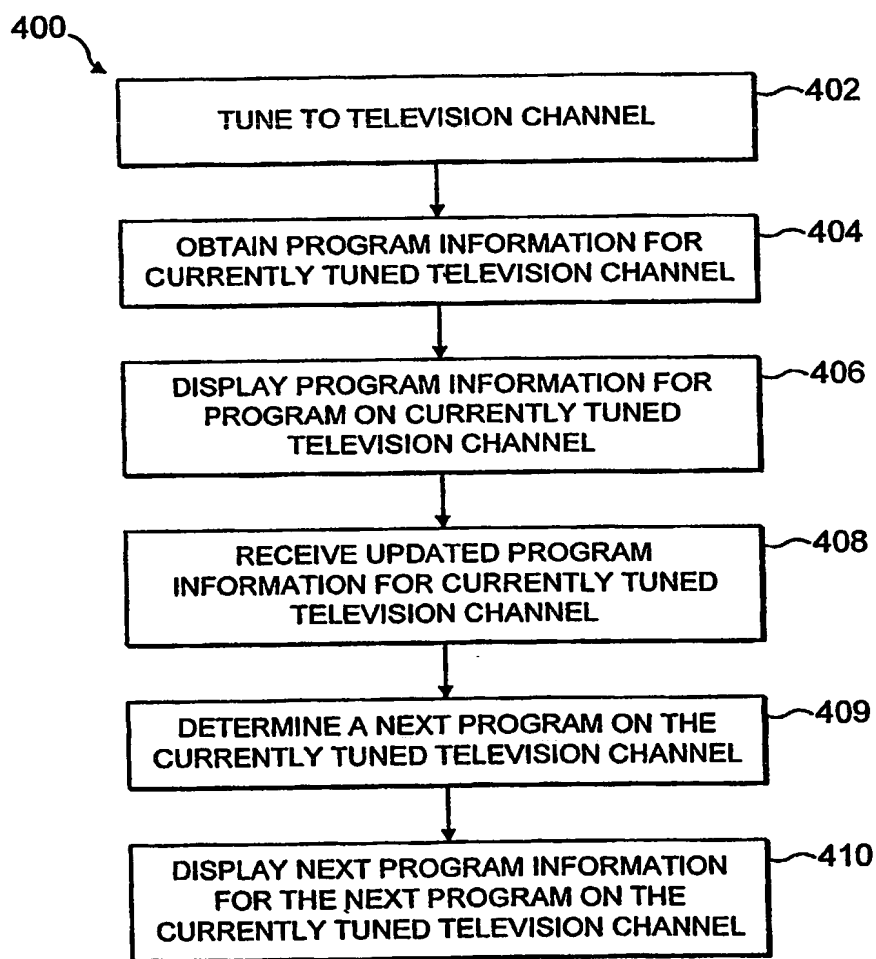 400
TUNE TO TELEVISION CHANNEL
402
OBTAIN PROGRAM INFORMATION FOR
CURRENTLY TUNED TELEVISION CHANNEL
404
DISPLAY PROGRAM INFORMATION FOR
PROGRAM ON CURRENTLY TUNED
TELEVISION CHANNEL
406
RECEIVE UPDATED PROGRAM
INFORMATION FOR CURRENTLY TUNED
TELEVISION CHANNEL
408
DETERMINE A NEXT PROGRAM ON THE
CURRENTLY TUNED TELEVISION CHANNEL
409
DISPLAY NEXT PROGRAM INFORMATION
FOR THE NEXT PROGRAM ON THE
CURRENTLY TUNED TELEVISION CHANNEL
410